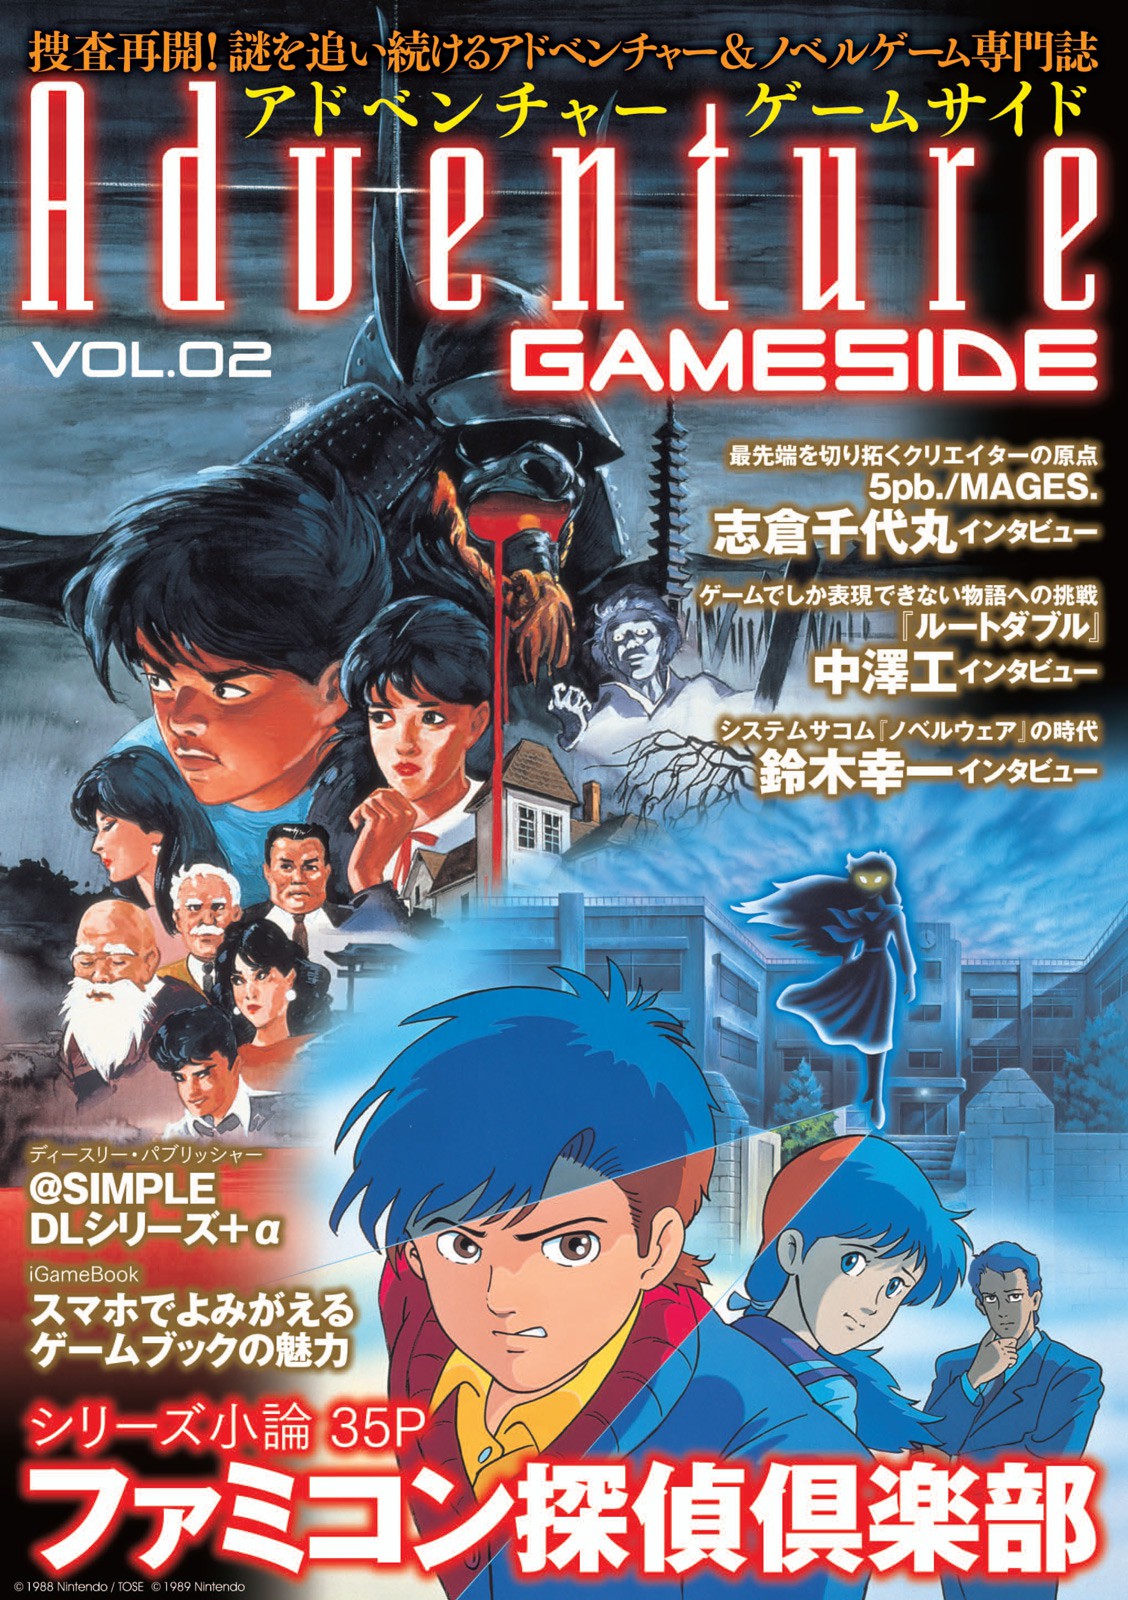 捜査再開!謎を追い続けるアドベンチャー&ノベルゲーム専門誌
アドベンチャー ゲームサイド
Adventure
VOL.02
GAMESIDE
最先端を切り拓くクリエイターの原点
5pb./MAGES.
志倉千代丸インタビュー
ゲームでしか表現できない物語への挑戦
『ルートダブル』
中澤工インタビュー
システムサコム『ノベルウェア』の時代
鈴木幸一インタビュー
ディースリー・パブリッシャー
@SIMPLE
DLシリーズ+α
iGameBook
スマホでよみがえる
ゲームブックの魅力
シリーズ小論 35P
ファミコン探偵倶楽部
© 1988 Nintendo / TOSE © 1989 Nintendo